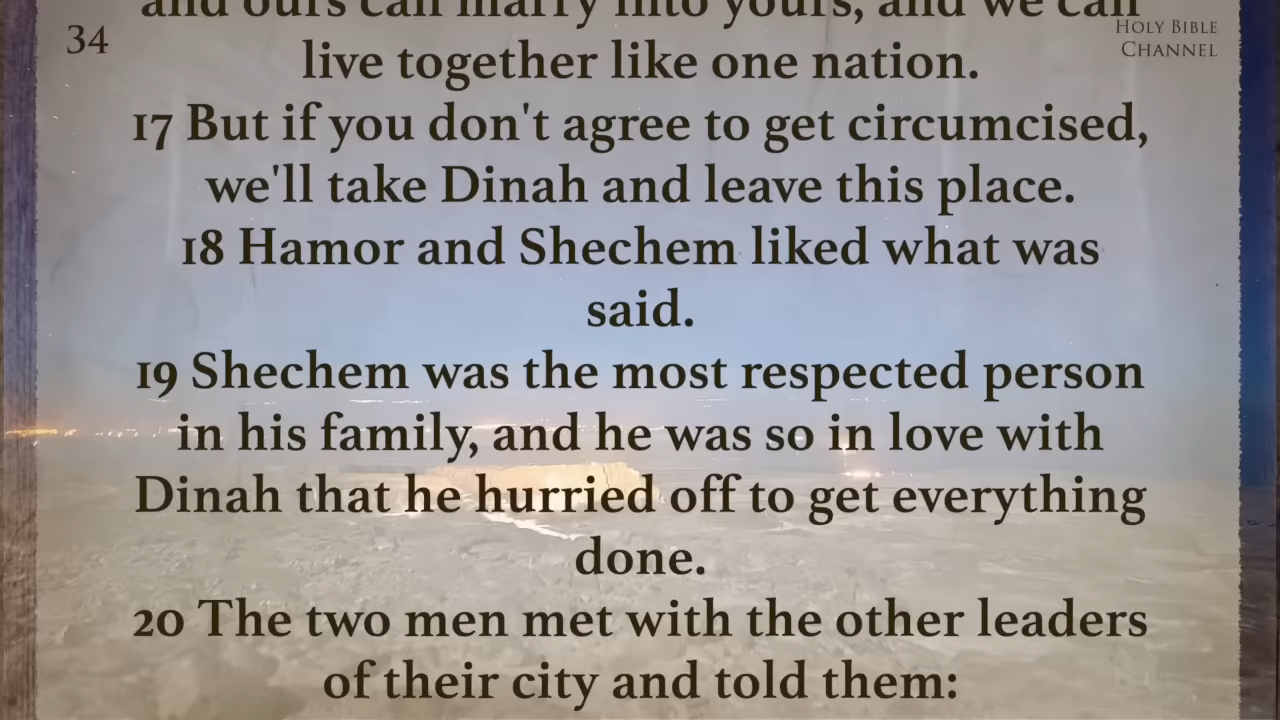 and ours can marry into yours, and we can
34
HOLY BIBLE
CHANNEL
live together like one nation.
17 But if you don't agree to get circumcised,
we'll take Dinah and leave this place.
18 Hamor and Shechem liked what was
said.
19 Shechem was the most respected person
in his family, and he was so in love with
Dinah that he hurried off to get everything
done.
20 The two men met with the other leaders
of their city and told them: